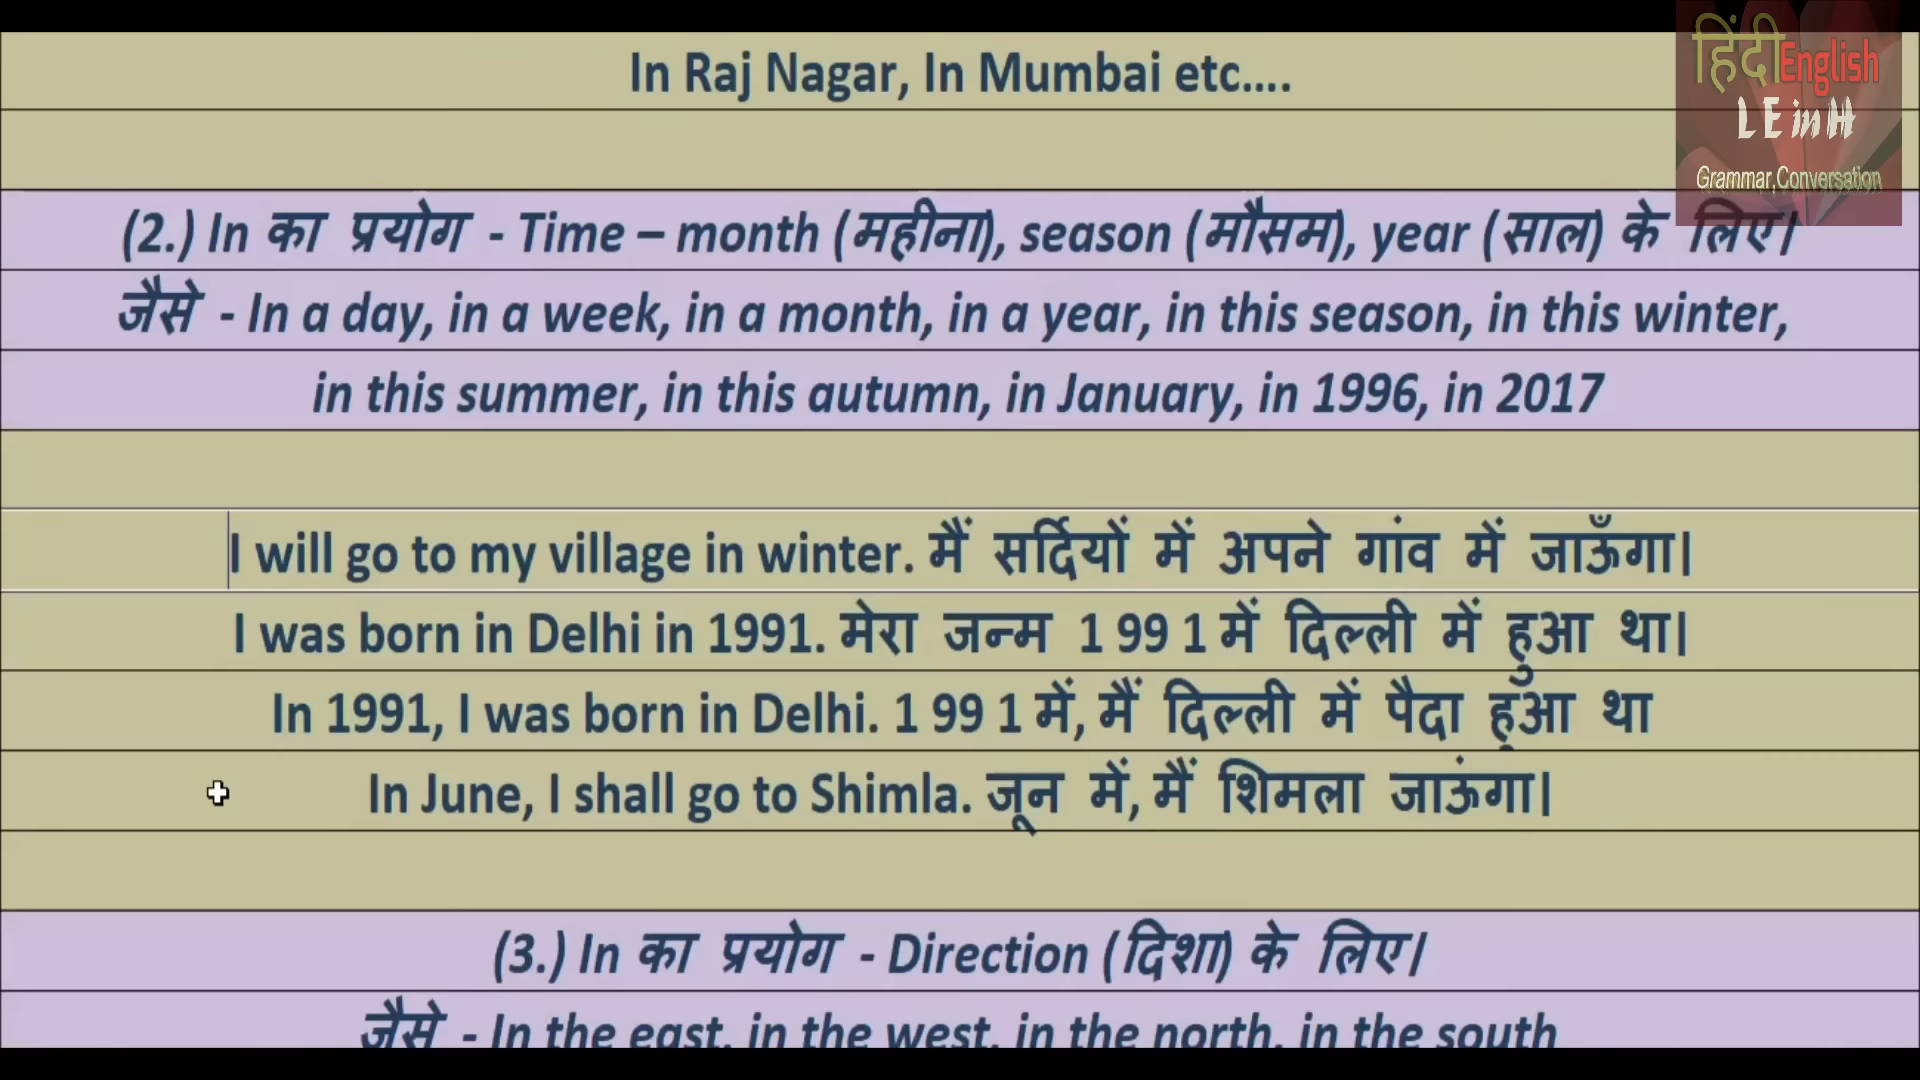 In Raj Nagar, In Mumbai etc....
हिंदी English
L E in H
Grammar,Conversation
(2.) In का प्रयोग - Time – month (महीना), season (मौसम), year (साल) के लिए।
जैसे - In a day, in a week, in a month, in a year, in this season, in this winter,
in this summer, in this autumn, in January, in 1996, in 2017
I will go to my village in winter. मैं सर्दियों में अपने गांव में जाऊँगा।
I was born in Delhi in 1991. मेरा जन्म 1 99 1 में दिल्ली में हुआ था।
In 1991, I was born in Delhi. 1 99 1 में, मैं दिल्ली में पैदा हुआ था
In June, I shall go to Shimla. जून में, मैं शिमला जाऊंगा।
(3.) In का प्रयोग - Direction (दिशा) के लिए।
जैसे - In the east, in the west, in the north, in the south